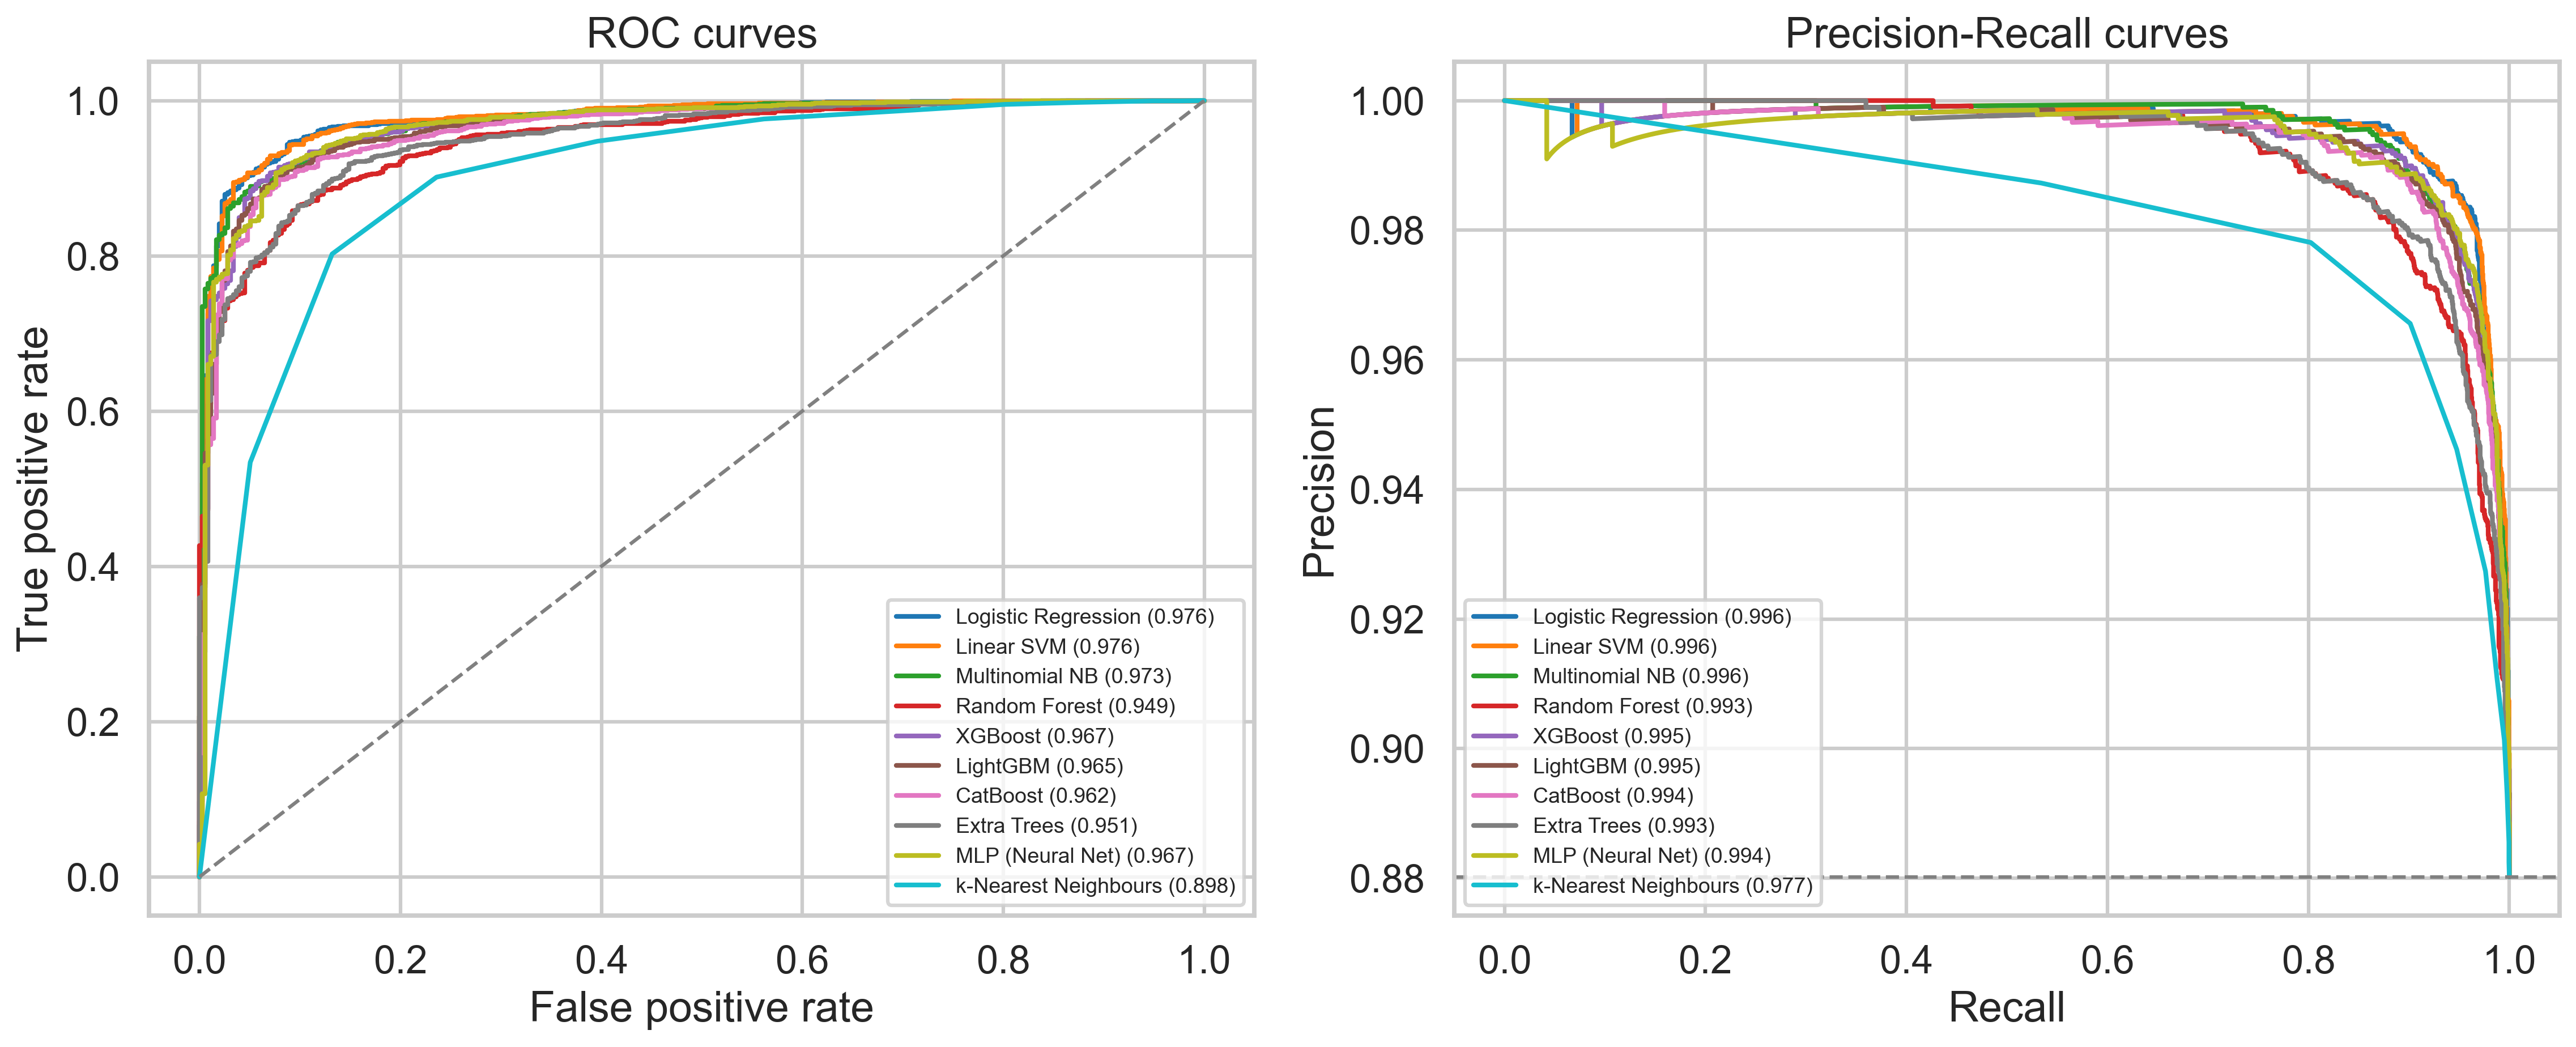 ROC curves
True positive rate
1.0
0.8
0.6
0.4
0.2
0.0
Logistic Regression (0.976)
Linear SVM (0.976)
Multinomial NB (0.973)
Random Forest (0.949)
XGBoost (0.967)
LightGBM (0.965)
CatBoost (0.962)
Extra Trees (0.951)
MLP (Neural Net) (0.967)
k-Nearest Neighbours (0.898)
0.0 0.2 0.4 0.6 0.8 1.0
False positive rate
Precision-Recall curves
Precision
1.00
0.98
0.96
0.94
0.92
0.90
0.88
Logistic Regression (0.996)
Linear SVM (0.996)
Multinomial NB (0.996)
Random Forest (0.993)
XGBoost (0.995)
LightGBM (0.995)
CatBoost (0.994)
Extra Trees (0.993)
MLP (Neural Net) (0.994)
k-Nearest Neighbours (0.977)
0.0 0.2 0.4 0.6 0.8 1.0
Recall